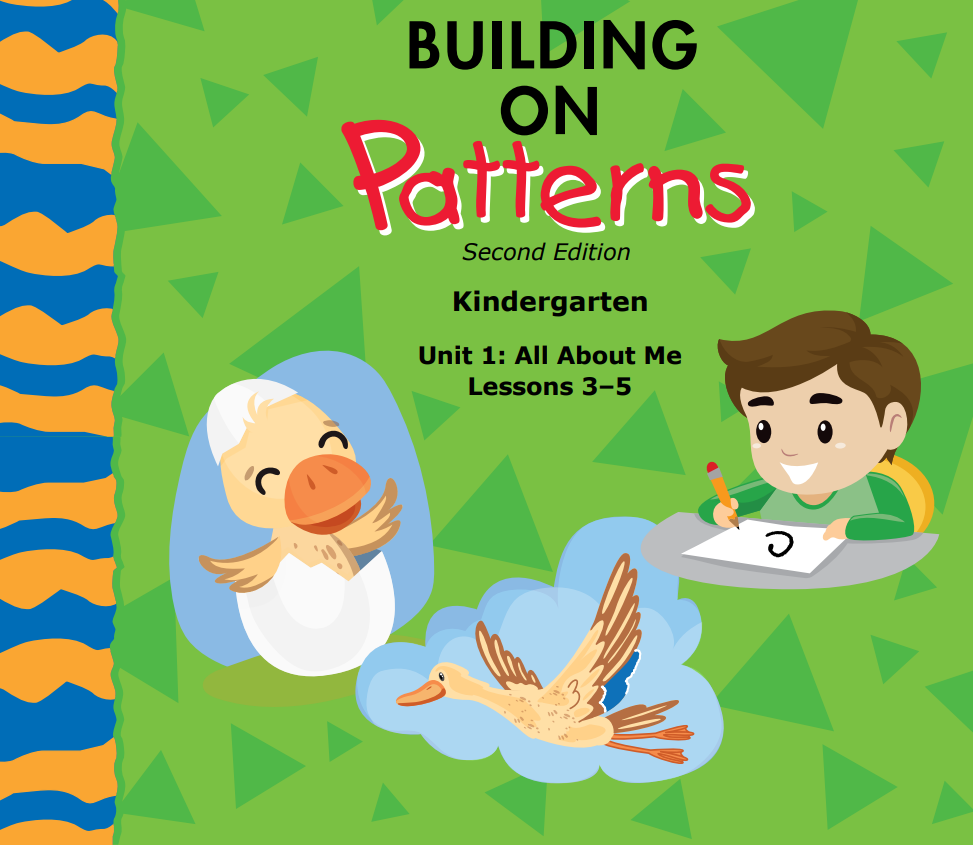 BUILDING
ON
Patterns
Second Edition
Kindergarten
Unit 1: All About Me
Lessons 3–5